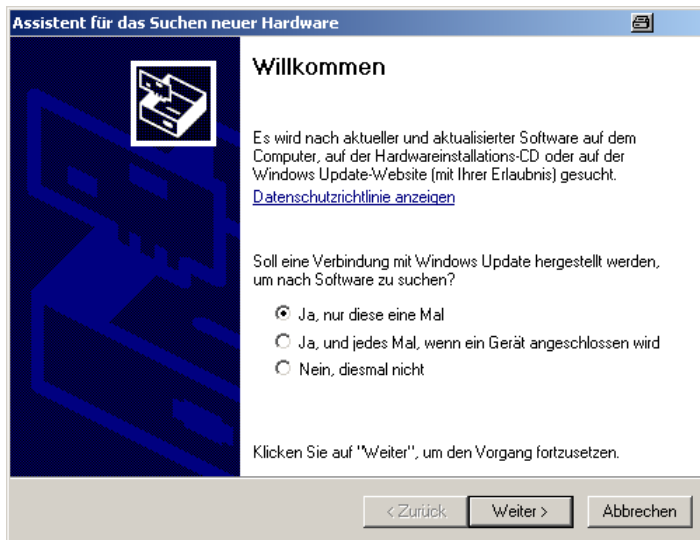 Assistent für das Suchen neuer Hardware
Willkommen
Es wird nach aktueller und aktualisierter Software auf dem
Computer, auf der Hardwareinstallations-CD oder auf der
Windows Update-Website (mit Ihrer Erlaubnis) gesucht.
Datenschutzrichtlinie anzeigen
Soll eine Verbindung mit Windows Update hergestellt werden,
um nach Software zu suchen?
Ja, nur diese eine Mal
Ja, und jedes Mal, wenn ein Gerät angeschlossen wird
Nein, diesmal nicht
Klicken Sie auf "Weiter", um den Vorgang fortzusetzen.
< Zurück Weiter > Abbrechen